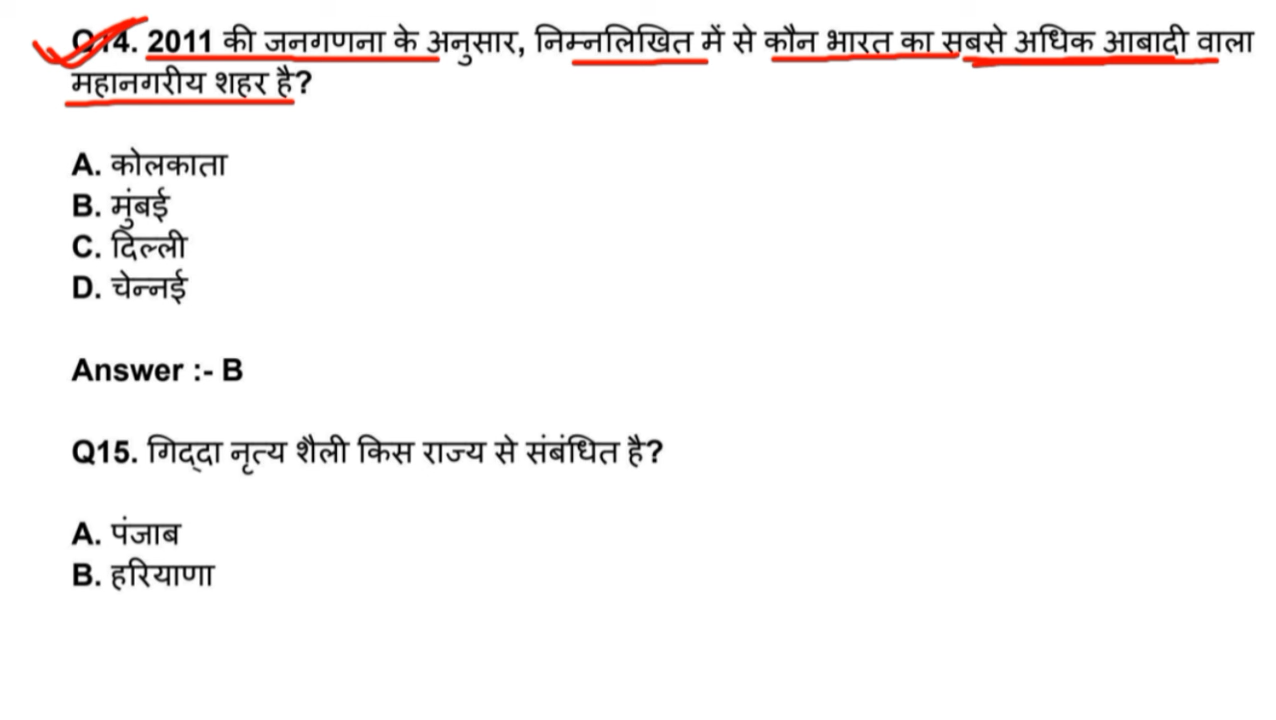 Q14. 2011 की जनगणना के अनुसार, निम्नलिखित में से कौन भारत का सबसे अधिक आबादी वाला
महानगरीय शहर है?
A. कोलकाता
B. मुंबई
C. दिल्ली
D. चेन्नई
Answer :- B
Q15. गिद्दा नृत्य शैली किस राज्य से संबंधित है?
A. पंजाब
B. हरियाणा